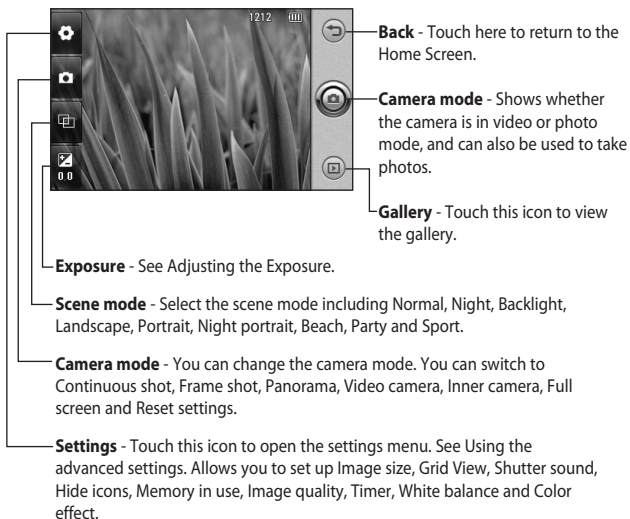 1212
0.0
Back - Touch here to return to the
Home Screen.
Camera mode - Shows whether
the camera is in video or photo
mode, and can also be used to take
photos.
Gallery - Touch this icon to view
the gallery.
Exposure - See Adjusting the Exposure.
Scene mode - Select the scene mode including Normal, Night, Backlight,
Landscape, Portrait, Night portrait, Beach, Party and Sport.
Camera mode - You can change the camera mode. You can switch to
Continuous shot, Frame shot, Panorama, Video camera, Inner camera, Full
screen and Reset settings.
Settings - Touch this icon to open the settings menu. See Using the
advanced settings. Allows you to set up Image size, Grid View, Shutter sound,
Hide icons, Memory in use, Image quality, Timer, White balance and Color
effect.